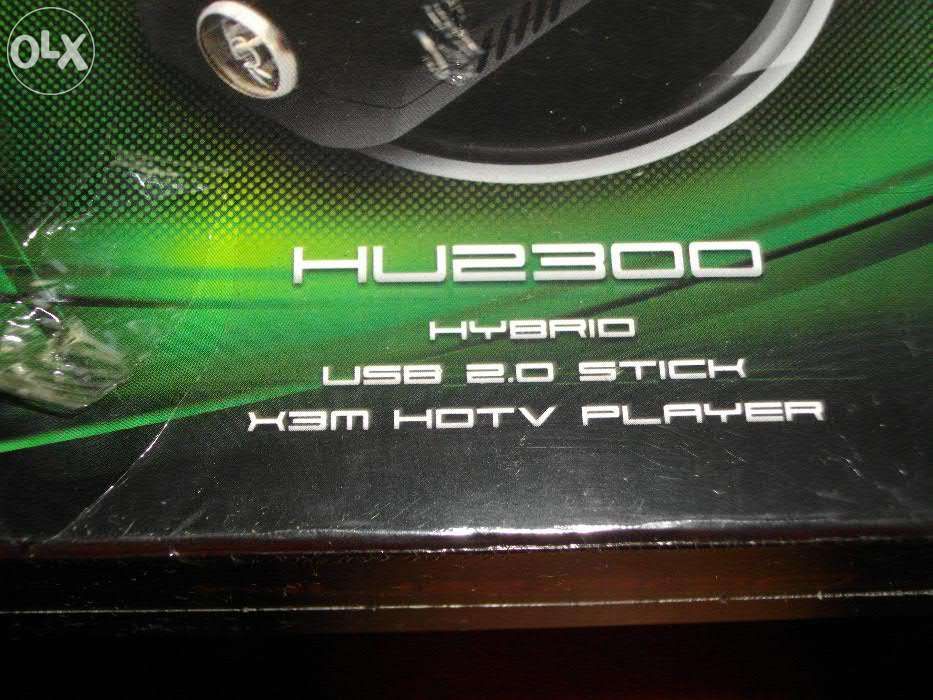 OLX
HU2300
HYBRID
USB 2.0 STICK
X3M HDTV PLAYER